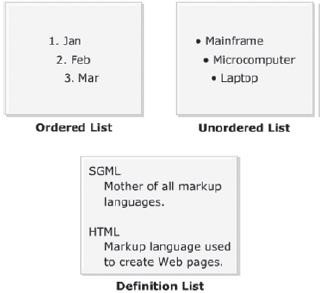 1. Jan
2. Feb
3. Mar
Ordered List
• Mainframe
• Microcomputer
• Laptop
Unordered List
SGML
Mother of all markup
languages.
HTML
Markup language used
to create Web pages.
Definition List